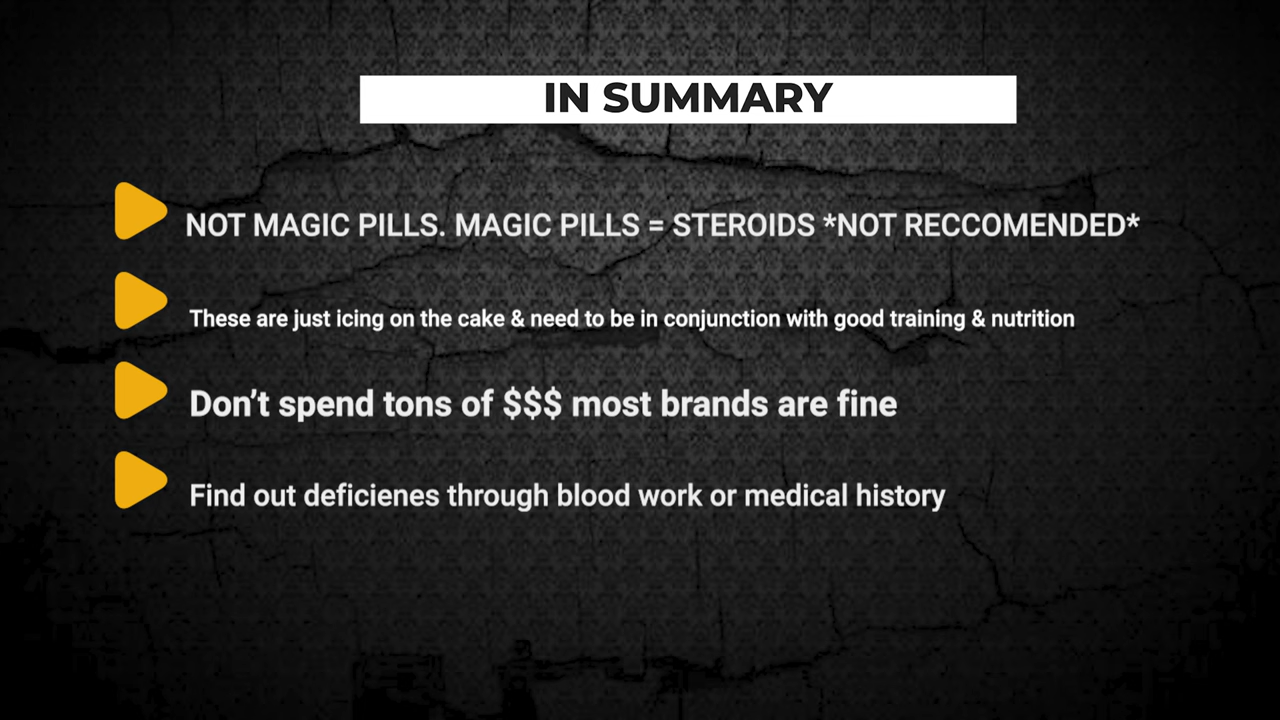 IN SUMMARY
NOT MAGIC PILLS. MAGIC PILLS = STEROIDS *NOT RECCOMENDED*
These are just icing on the cake & need to be in conjunction with good training & nutrition
Don’t spend tons of $$$ most brands are fine
Find out deficienes through blood work or medical history